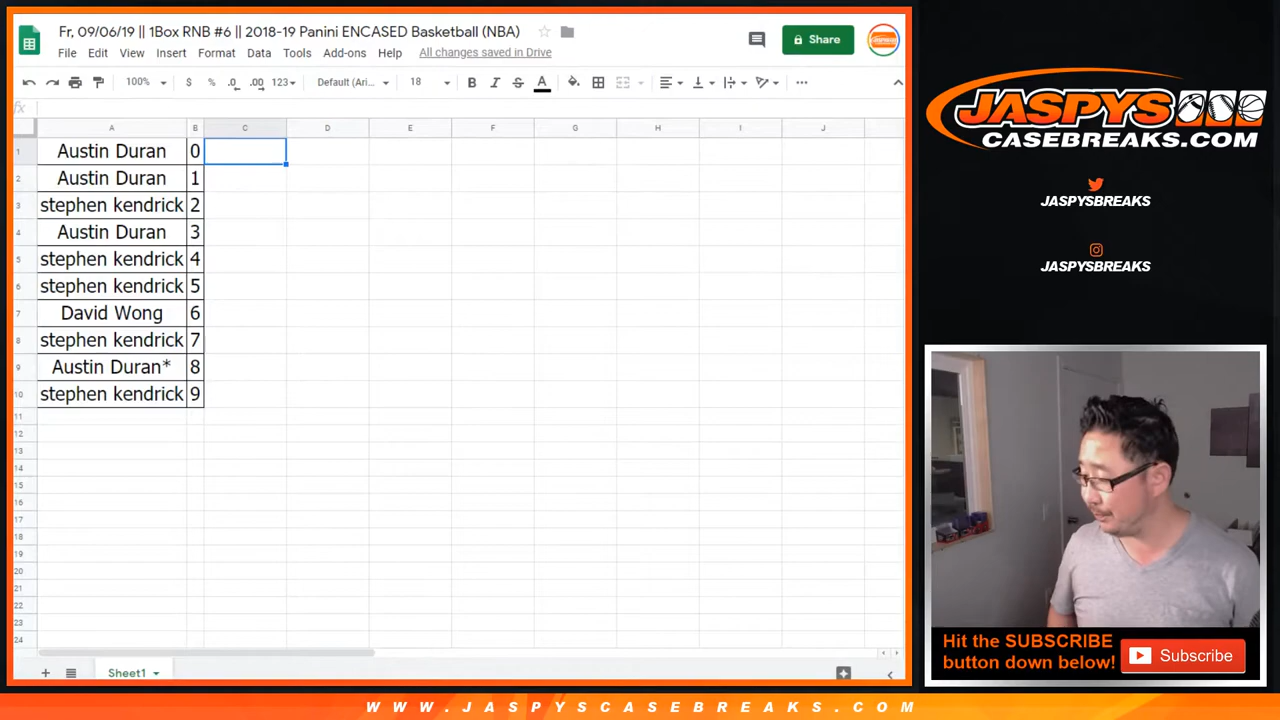 Fr, 09/06/19 || 1Box RNB #6 || 2018-19 Panini ENCASED Basketball (NBA)
File Edit View Insert Format Data Tools Add-ons Help All changes saved in Drive
Share
100% $ % .0 .00 123 Default (Ari... 18 B I S A
fx
A B C D E F G H I J
1 Austin Duran 0
2 Austin Duran 1
3 stephen kendrick 2
4 Austin Duran 3
5 stephen kendrick 4
6 stephen kendrick 5
7 David Wong 6
8 stephen kendrick 7
9 Austin Duran* 8
10 stephen kendrick 9
11
12
13
14
15
16
17
18
19
20
21
22
23
24
Sheet1
JASPYS
CASEBREAKS.COM
JASPYSBREAKS
JASPYSBREAKS
Hit the SUBSCRIBE
button down below!
Subscribe
WWW.JASPYSCASEBREAKS.COM